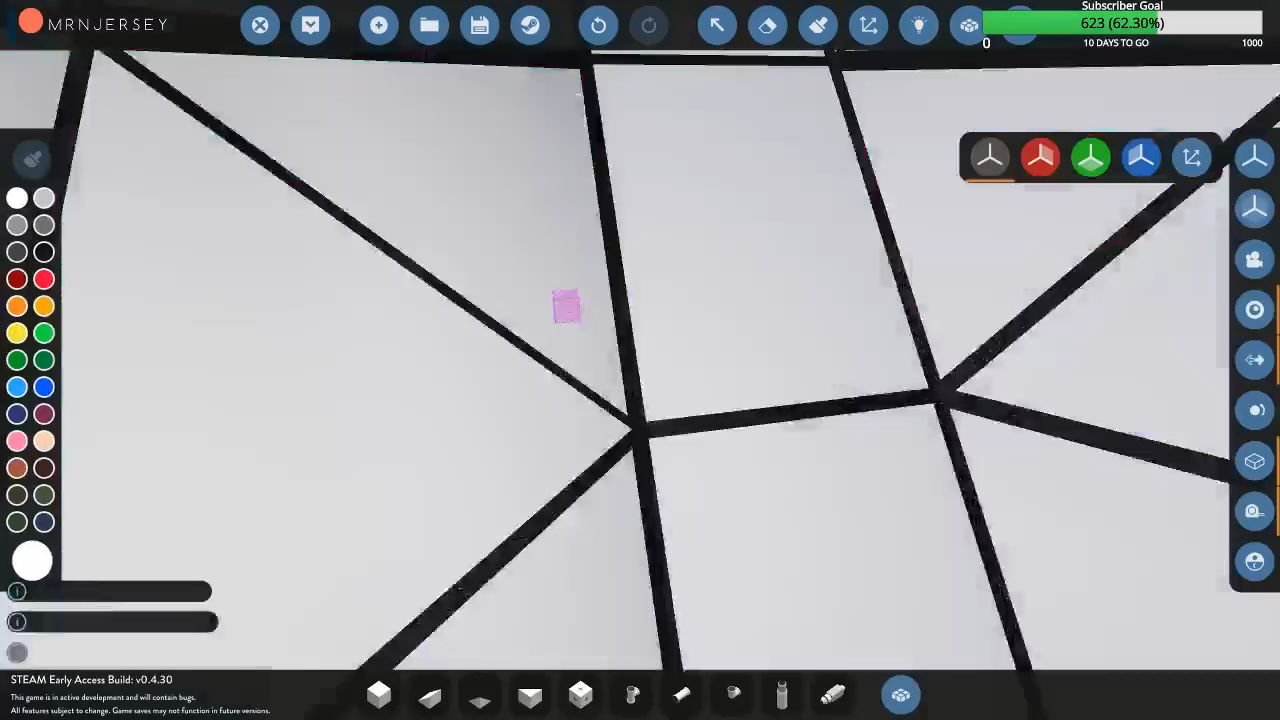 MRNJERSEY
Subscriber Goal
623 (62.30%)
0
10 DAYS TO GO
1000
STEAM Early Access Build: v0.4.30
This game is in active development and will contain bugs.
All features subject to change. Game saves may not function in future versions.